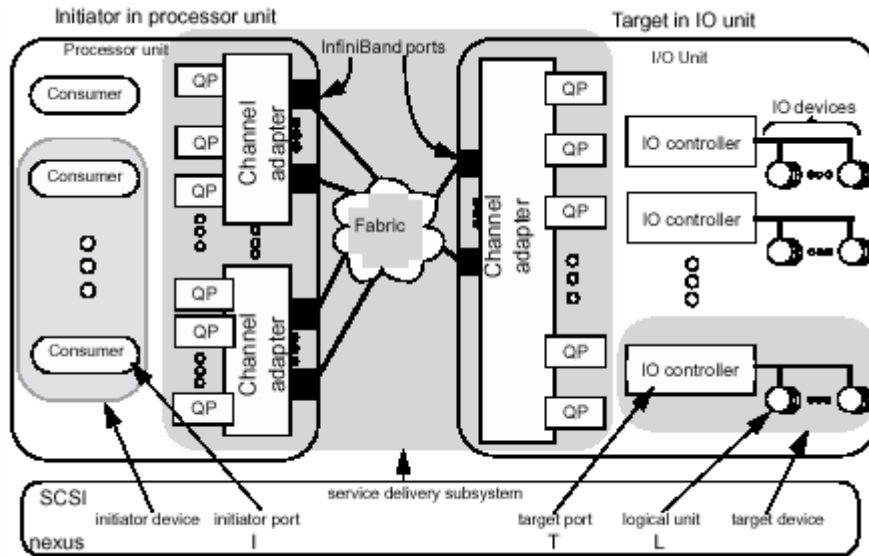 Initiator in processor unit
Target in IO unit
Processor unit
InfiniBand ports
I/O Unit
Consumer
QP
Channel adapter
QP
IO devices
Consumer
QP
QP
IO controller
QP
Fabric
QP
IO controller
Channel adapter
QP
Channel adapter
QP
Consumer
QP
IO controller
QP
QP
SCSI
service delivery subsystem
initiator device
initiator port
target port
logical unit
target device
nexus
I
T
L